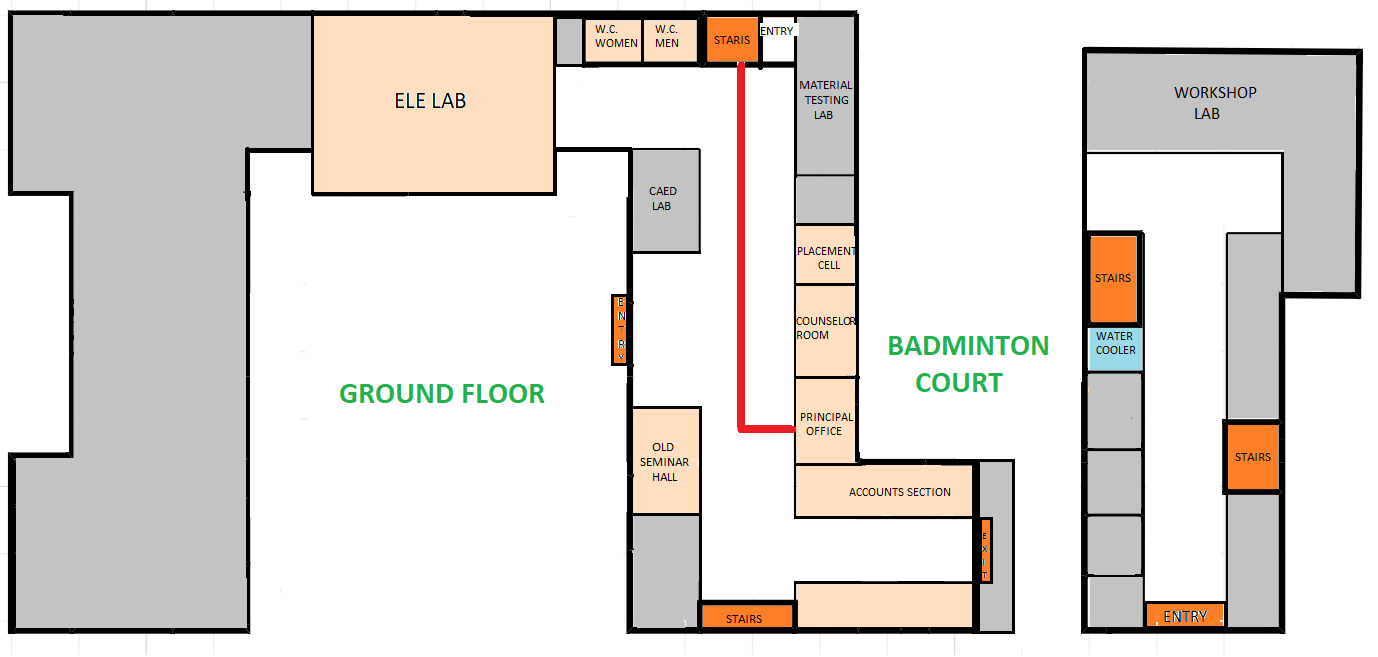 W.C.
WOMEN
W.C.
MEN
STARIS
ENTRY
ELE LAB
MATERIAL
TESTING
LAB
CAED
LAB
PLACEMENT
CELL
ENTRY
COUNSELOR
ROOM
GROUND FLOOR
BADMINTON
COURT
PRINCIPAL
OFFICE
OLD
SEMINAR
HALL
ACCOUNTS SECTION
EXIT
STAIRS
WORKSHOP
LAB
STAIRS
WATER
COOLER
STAIRS
ENTRY